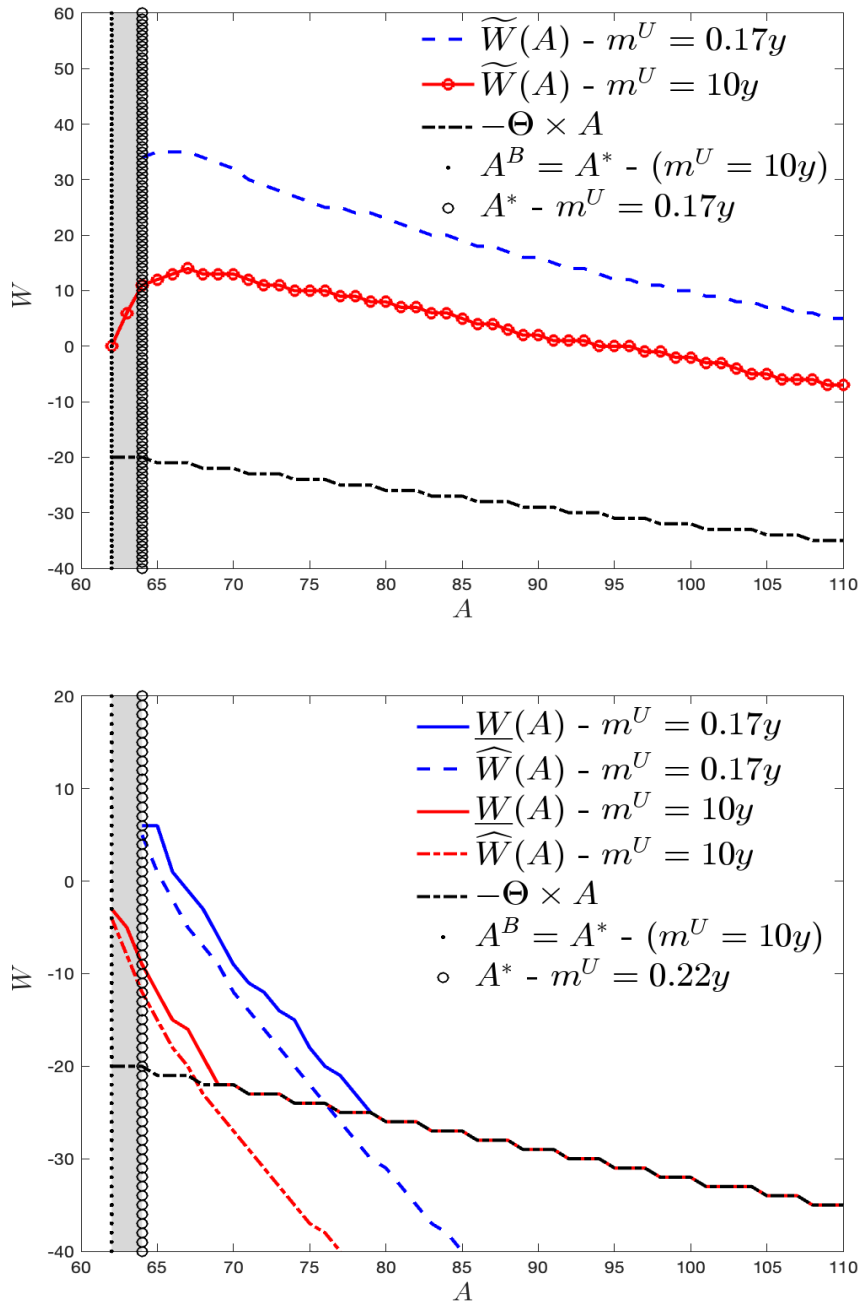 60
50
40
30
20
10
0
-10
-20
-30
-40
W
60 65 70 75 80 85 90 95 100 105 110
A
W̃(A) - m^U = 0.17y
W̃(A) - m^U = 10y
−Θ × A
A^B = A^* - (m^U = 10y)
A^* - m^U = 0.17y
20
10
0
-10
-20
-30
-40
W
60 65 70 75 80 85 90 95 100 105 110
A
W̲(A) - m^U = 0.17y
Ŵ(A) - m^U = 0.17y
W̲(A) - m^U = 10y
Ŵ(A) - m^U = 10y
−Θ × A
A^B = A^* - (m^U = 10y)
A^* - m^U = 0.22y